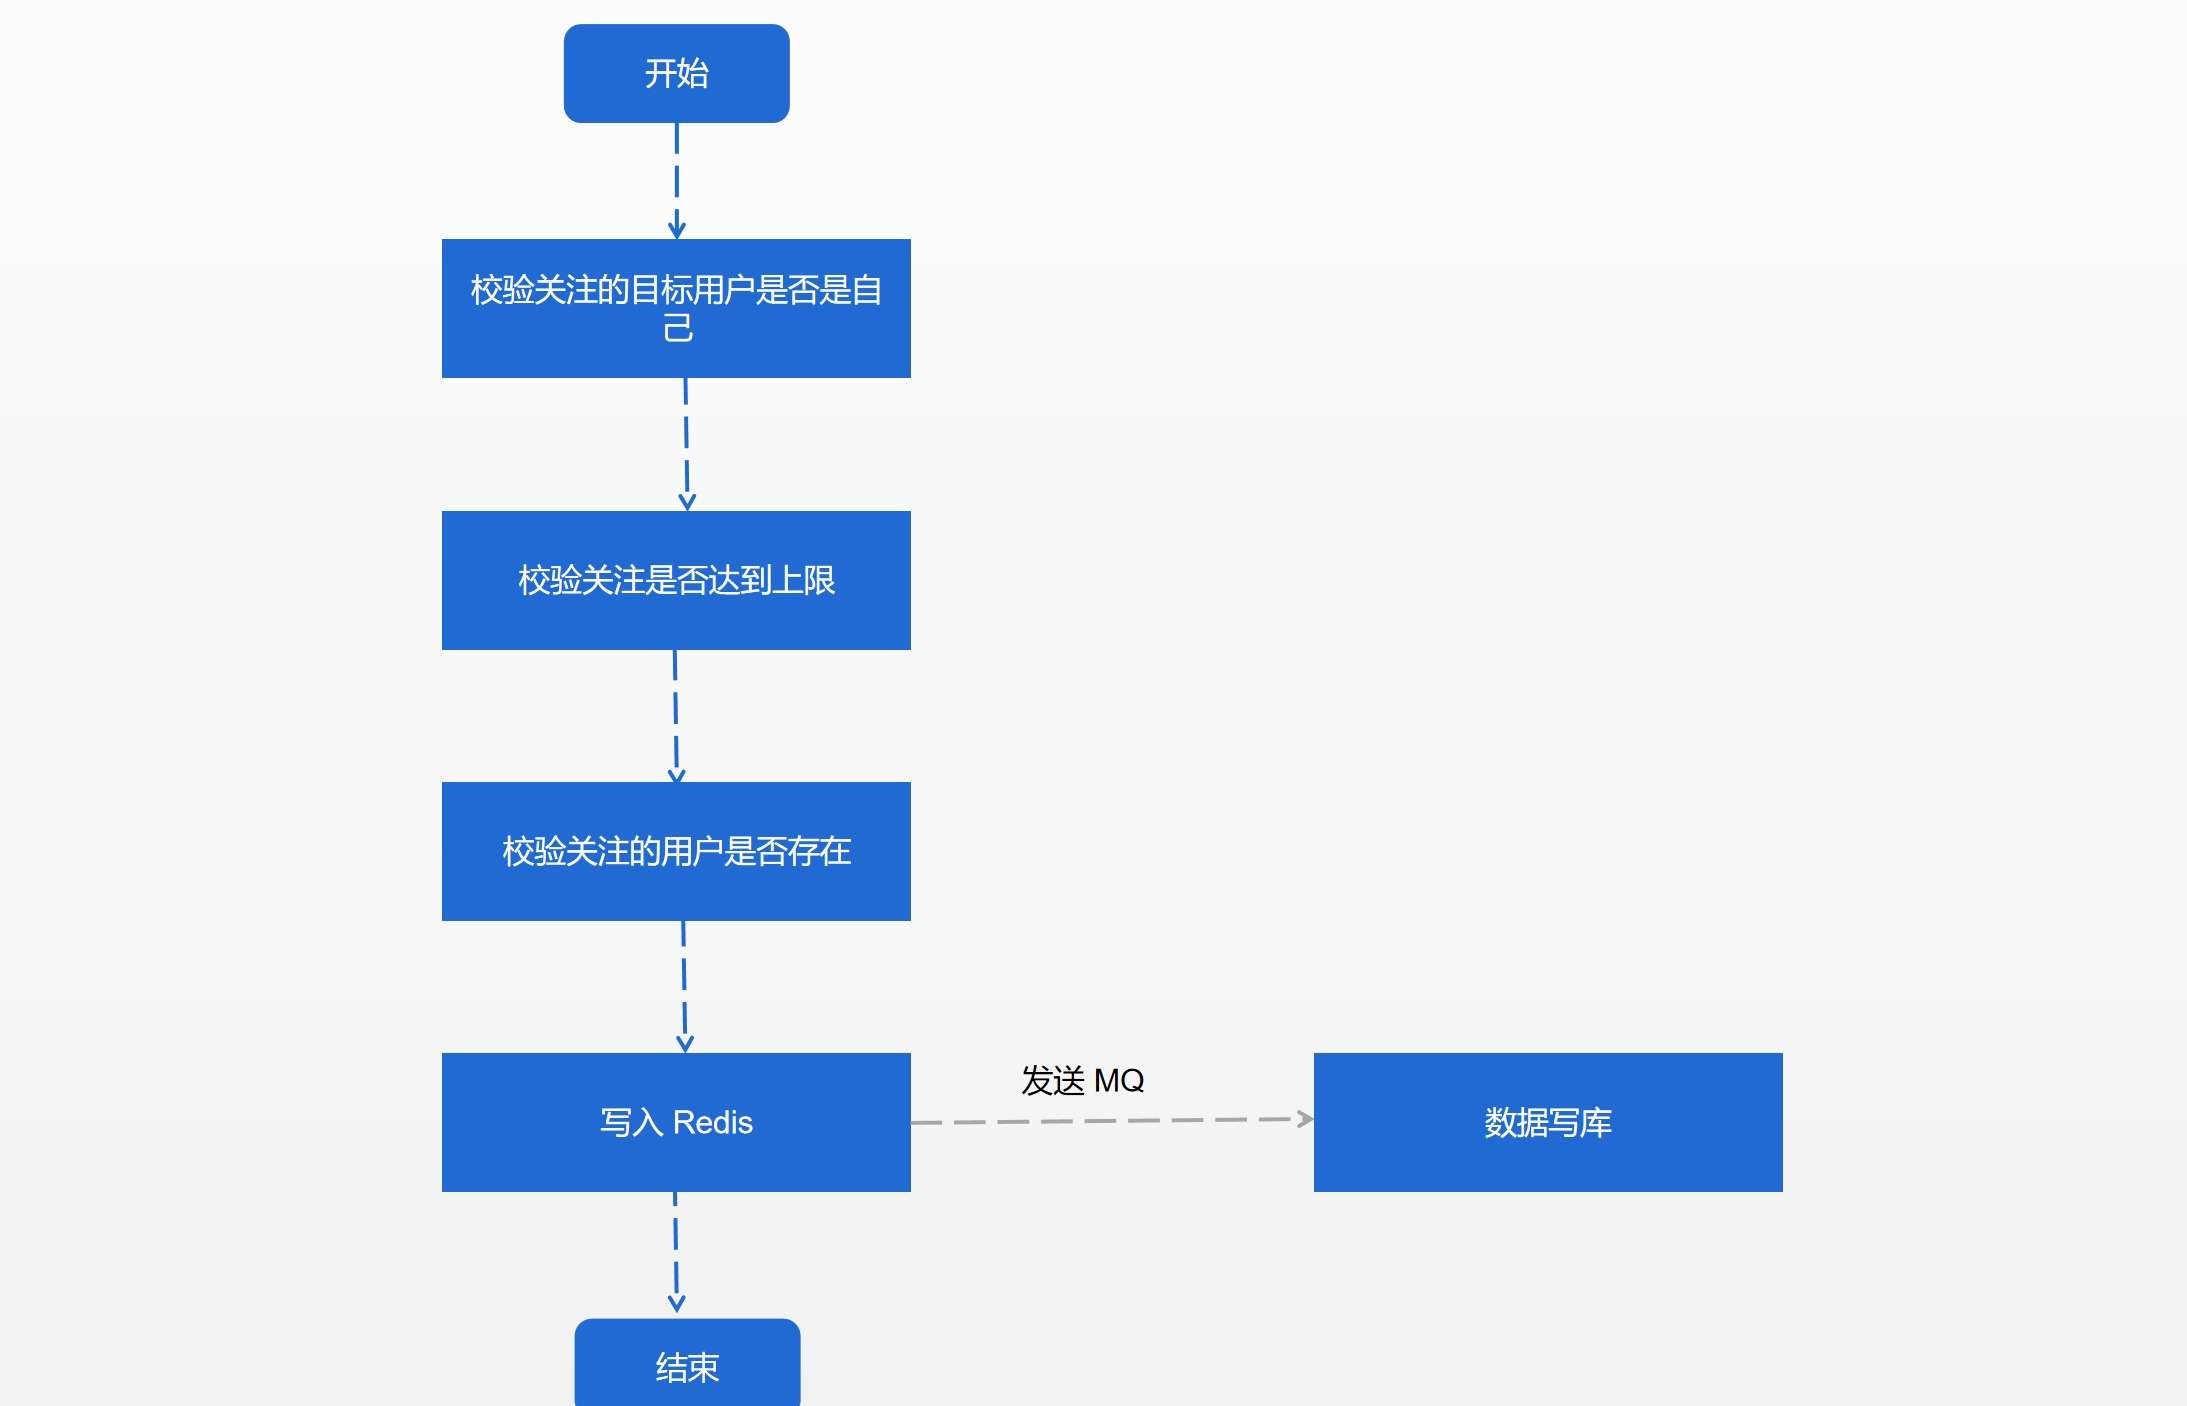 开始
校验关注的目标用户是否是自
己
校验关注是否达到上限
校验关注的用户是否存在
发送 MQ
写入 Redis
数据写库
结束